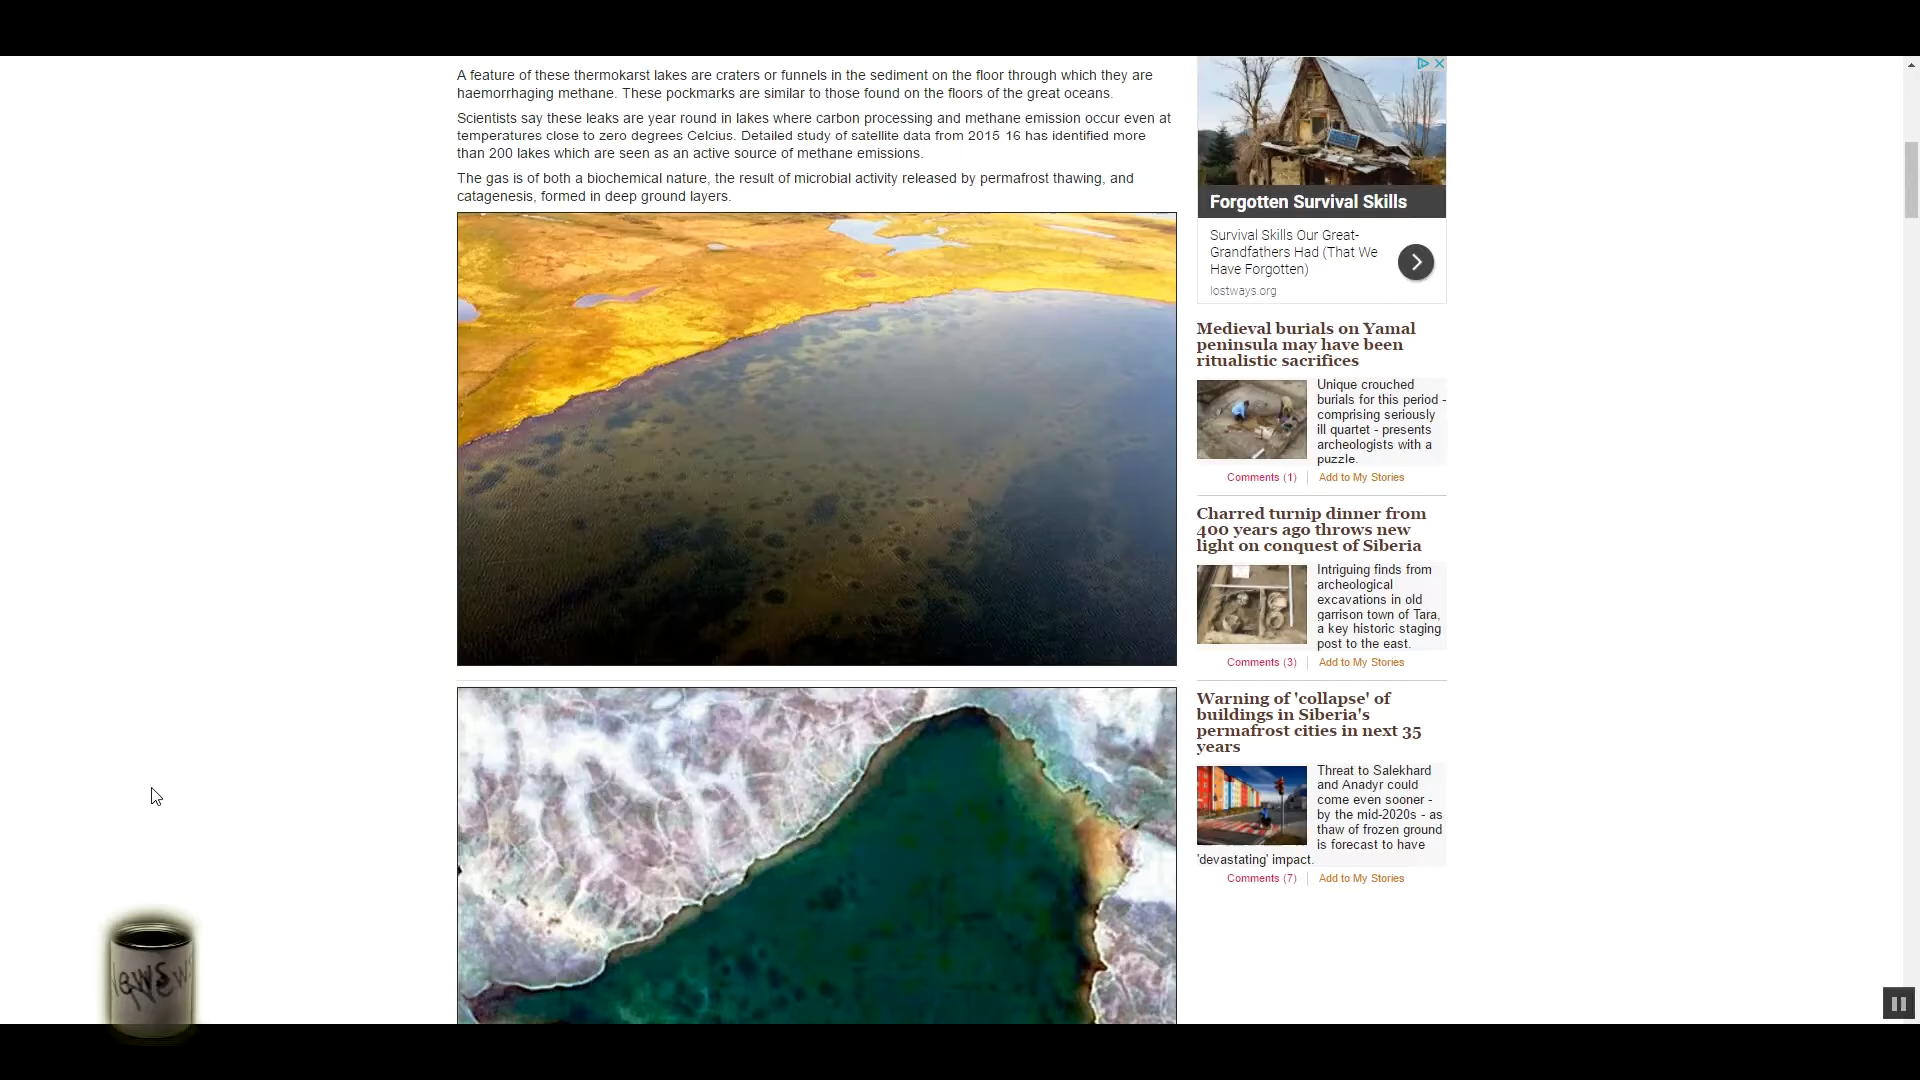 A feature of these thermokarst lakes are craters or funnels in the sediment on the floor through which they are
haemorrhaging methane. These pockmarks are similar to those found on the floors of the great oceans.
Scientists say these leaks are year round in lakes where carbon processing and methane emission occur even at
temperatures close to zero degrees Celcius. Detailed study of satellite data from 2015 16 has identified more
than 200 lakes which are seen as an active source of methane emissions.
The gas is of both a biochemical nature, the result of microbial activity released by permafrost thawing, and
catagenesis, formed in deep ground layers.
Forgotten Survival Skills
Survival Skills Our Great-
Grandfathers Had (That We
Have Forgotten)
lostways.org
Medieval burials on Yamal
peninsula may have been
ritualistic sacrifices
Unique crouched
burials for this period -
comprising seriously
ill quartet - presents
archeologists with a
puzzle.
Comments (1) Add to My Stories
Charred turnip dinner from
400 years ago throws new
light on conquest of Siberia
Intriguing finds from
archeological
excavations in old
garrison town of Tara,
a key historic staging
post to the east.
Comments (3) Add to My Stories
Warning of 'collapse' of
buildings in Siberia's
permafrost cities in next 35
years
Threat to Salekhard
and Anadyr could
come even sooner -
by the mid-2020s - as
thaw of frozen ground
is forecast to have
'devastating' impact.
Comments (7) Add to My Stories